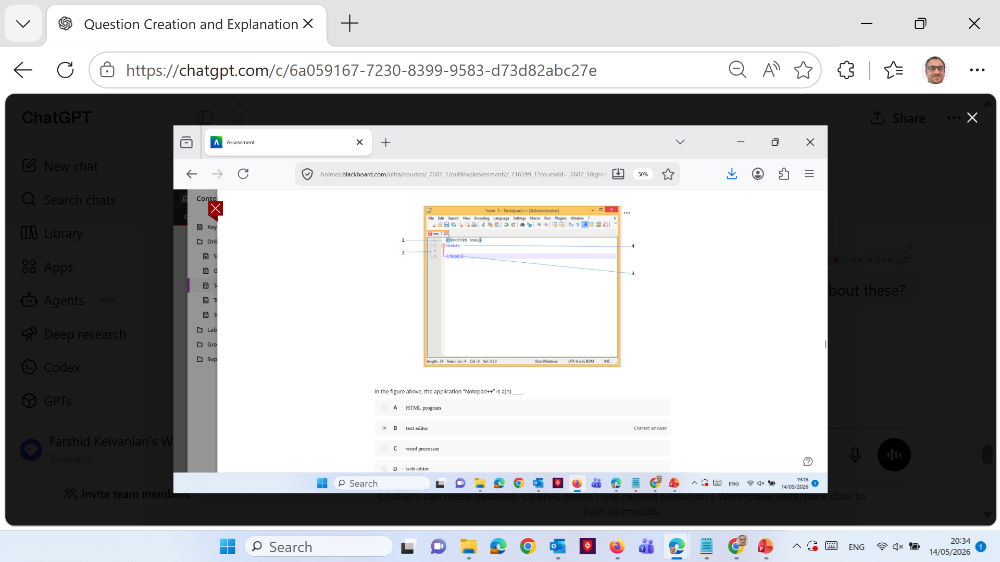 Question Creation and Explanation
https://chatgpt.com/c/6a059167-7230-8399-9583-d73d82abc27e
ChatGPT
Share
New chat
Search chats
Library
Apps
Agents NEW
Deep research
Codex
GPTs
Farshid Keivanian's W
Business
Invite team members
bout these?
Assessment
holmes.blackboard.com/ultra/courses/_7607_1/outline/assessment//_716599_1?courseId=_7607_1&grad
50%
Conte
Key
Onli
S
O
Te
Te
Te
Lab
Gro
Sup
*new 1 - Notepad++ [Administrator]
File Edit Search View Encoding Language Settings Macro Run Plugins Window ? X
new 1
1 <!DOCTYPE html>
2 <html>
3
4 </html>
1
2
4
3
length : 34 lines : Ln : 4 Col : 8 Sel : 0 | 0 Dos\Windows UTF-8 w/o BOM INS
In the figure above, the application “Notepad++” is a(n) ____.
A - HTML program
B - text editor Correct answer
C - word processor
D - web editor
Search
ENG
19:18
14/05/2026
1
ChatGPT can make mistakes. OpenAI doesn't use Farshid Keivanian's Workspace workspace data to
train its models.
Search
ENG
20:34
14/05/2026
1